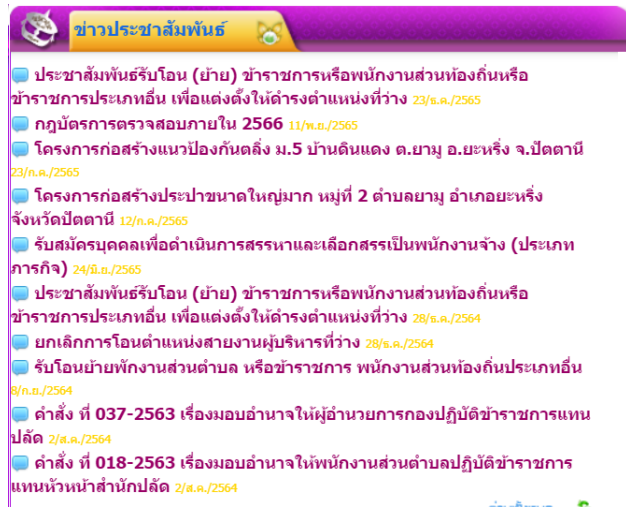 ข่าวประชาสัมพันธ์
ประชาสัมพันธ์รับโอน (ย้าย) ข้าราชการหรือพนักงานส่วนท้องถิ่นหรือ
ข้าราชการประเภทอื่น เพื่อแต่งตั้งให้ดำรงตำแหน่งที่ว่าง 23/ธ.ค./2565
กฎบัตรการตรวจสอบภายใน 2566 11/พ.ย./2565
โครงการก่อสร้างแนวป้องกันตลิ่ง ม.5 บ้านดินแดง ต.ยามู อ.ยะหริ่ง จ.ปัตตานี
23/ก.ค./2565
โครงการก่อสร้างประปาขนาดใหญ่มาก หมู่ที่ 2 ตำบลยามู อำเภอยะหริ่ง
จังหวัดปัตตานี 12/ก.ค./2565
รับสมัครบุคคลเพื่อดำเนินการสรรหาและเลือกสรรเป็นพนักงานจ้าง (ประเภท
ภารกิจ) 24/มิ.ย./2565
ประชาสัมพันธ์รับโอน (ย้าย) ข้าราชการหรือพนักงานส่วนท้องถิ่นหรือ
ข้าราชการประเภทอื่น เพื่อแต่งตั้งให้ดำรงตำแหน่งที่ว่าง 28/ธ.ค./2564
ยกเลิกการโอนตำแหน่งสายงานผู้บริหารที่ว่าง 28/ธ.ค./2564
รับโอนย้ายพักงานส่วนตำบล หรือข้าราชการ พนักงานส่วนท้องถิ่นประเภทอื่น
8/ก.ย./2564
คำสั่ง ที่ 037-2563 เรื่องมอบอำนาจให้ผู้อำนวยการกองปฏิบัติข้าราชการแทน
ปลัด 2/ส.ค./2564
คำสั่ง ที่ 018-2563 เรื่องมอบอำนาจให้พนักงานส่วนตำบลปฏิบัติข้าราชการ
แทนหัวหน้าสำนักปลัด 2/ส.ค./2564